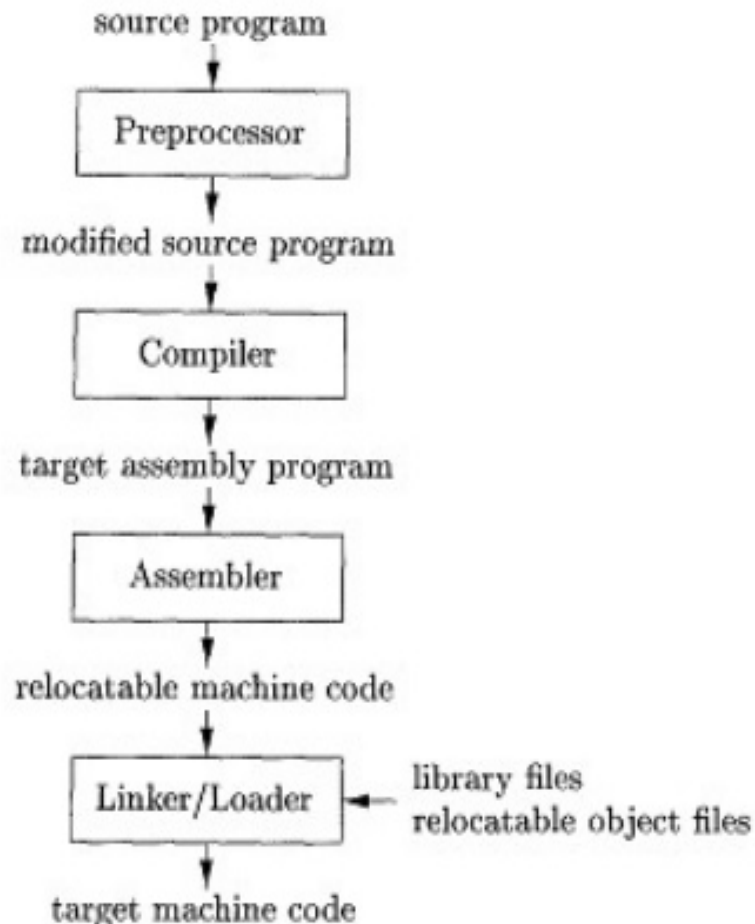 source program
Preprocessor
modified source program
Compiler
target assembly program
Assembler
relocatable machine code
Linker/Loader
library files
relocatable object files
target machine code